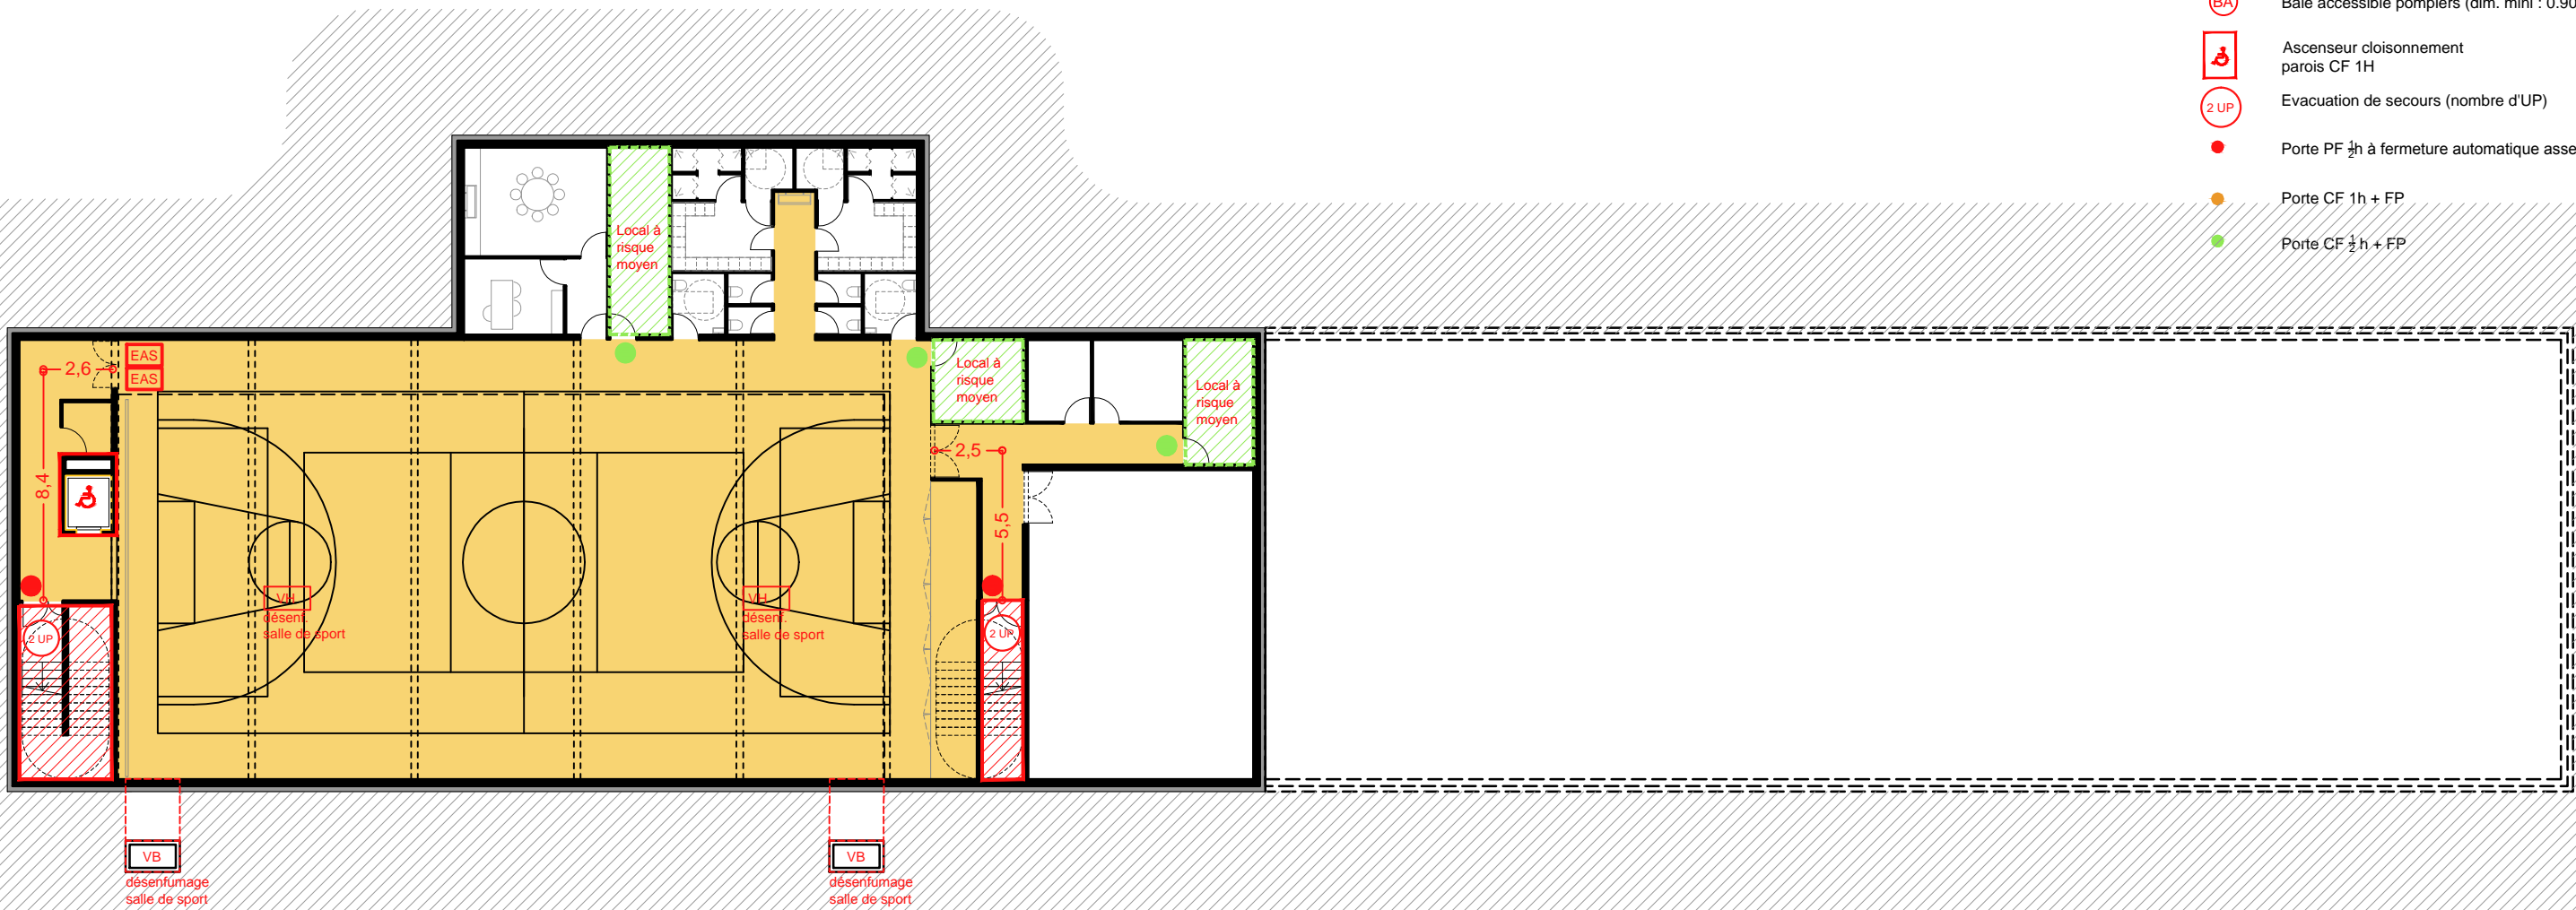 BA
Baie accessible pompiers (dim. mini : 0.90
Ascenseur cloisonnement
parois CF 1H
2 UP
Evacuation de secours (nombre d'UP)
Porte PF ½h à fermeture automatique asse
Porte CF 1h + FP
Porte CF ½ h + FP
Local à
risque
moyen
EAS
EAS
2,6
8,4
Local à
risque
moyen
Local à
risque
moyen
2,5
5,5
VH
désenf.
salle de sport
VH
désenf.
salle de sport
2 UP
2 UP
VB
désenfumage
salle de sport
VB
désenfumage
salle de sport